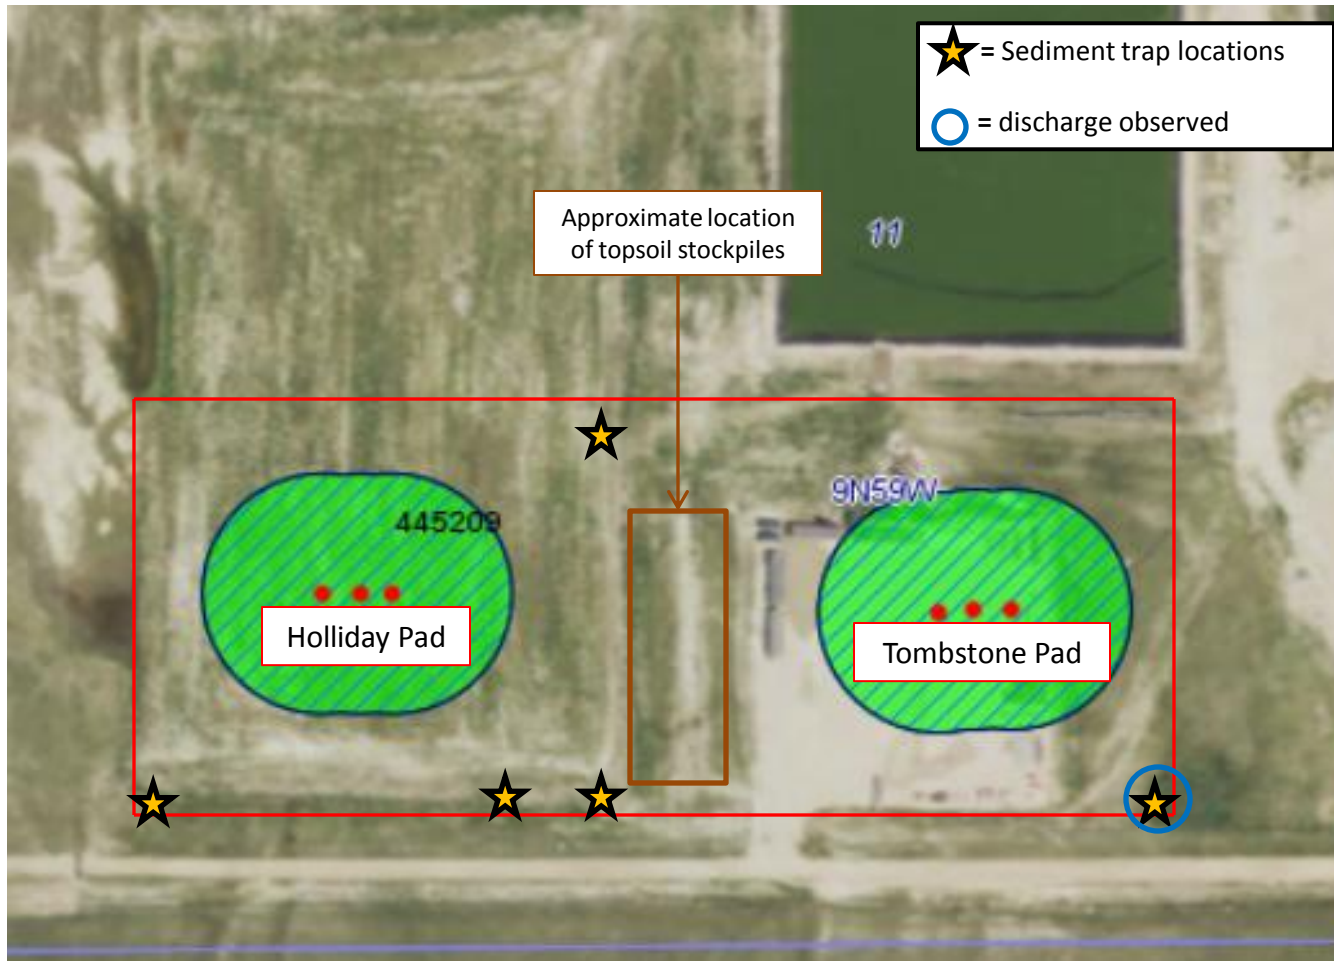 = Sediment trap locations
= discharge observed
Approximate location
of topsoil stockpiles
11
9N59W
445209
Holliday Pad
Tombstone Pad